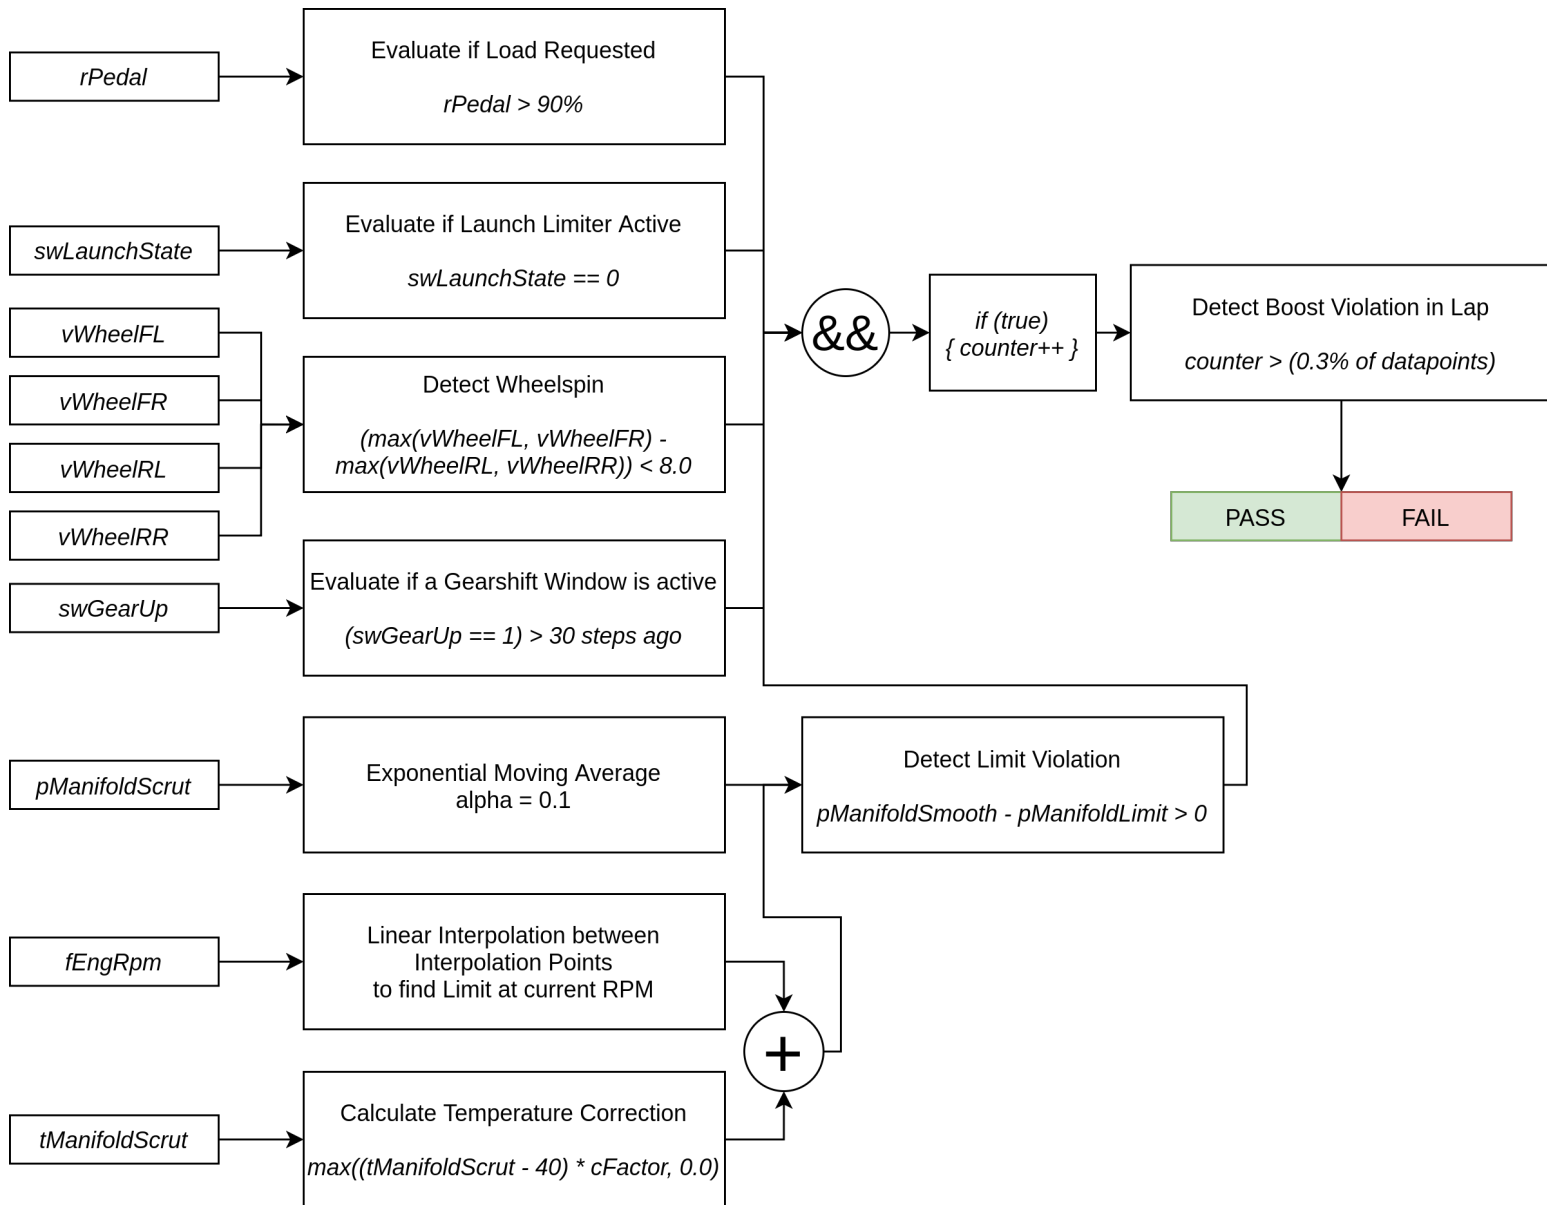 rPedal
Evaluate if Load Requested
rPedal > 90%
swLaunchState
Evaluate if Launch Limiter Active
swLaunchState == 0
vWheelFL
vWheelFR
vWheelRL
vWheelRR
Detect Wheelspin
(max(vWheelFL, vWheelFR) -
max(vWheelRL, vWheelRR)) < 8.0
swGearUp
Evaluate if a Gearshift Window is active
(swGearUp == 1) > 30 steps ago
&&
if (true)
{ counter++ }
Detect Boost Violation in Lap
counter > (0.3% of datapoints)
PASS
FAIL
pManifoldScrut
Exponential Moving Average
alpha = 0.1
Detect Limit Violation
pManifoldSmooth - pManifoldLimit > 0
fEngRpm
Linear Interpolation between
Interpolation Points
to find Limit at current RPM
+
tManifoldScrut
Calculate Temperature Correction
max((tManifoldScrut - 40) * cFactor, 0.0)